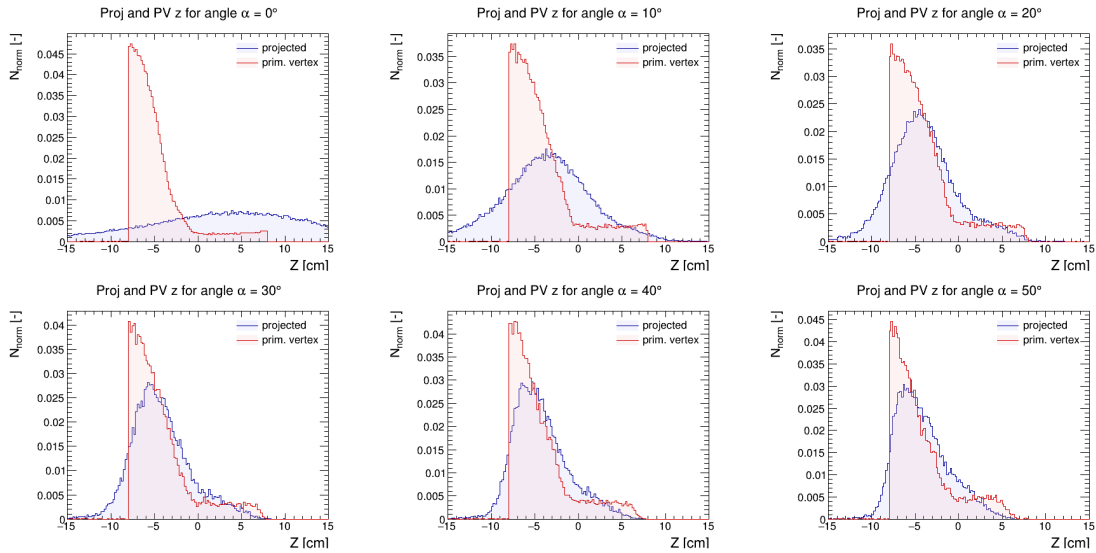 Proj and PV z for angle α = 0°
N_norm [-]
projected
prim. vertex
0.045
0.04
0.035
0.03
0.025
0.02
0.015
0.01
0.005
0
−15 −10 −5 0 5 10 15
Z [cm]
Proj and PV z for angle α = 10°
N_norm [-]
projected
prim. vertex
0.035
0.03
0.025
0.02
0.015
0.01
0.005
0
−15 −10 −5 0 5 10 15
Z [cm]
Proj and PV z for angle α = 20°
N_norm [-]
projected
prim. vertex
0.035
0.03
0.025
0.02
0.015
0.01
0.005
0
−15 −10 −5 0 5 10 15
Z [cm]
Proj and PV z for angle α = 30°
N_norm [-]
projected
prim. vertex
0.04
0.035
0.03
0.025
0.02
0.015
0.01
0.005
0
−15 −10 −5 0 5 10 15
Z [cm]
Proj and PV z for angle α = 40°
N_norm [-]
projected
prim. vertex
0.04
0.03
0.02
0.01
0
−15 −10 −5 0 5 10 15
Z [cm]
Proj and PV z for angle α = 50°
N_norm [-]
projected
prim. vertex
0.045
0.04
0.035
0.03
0.025
0.02
0.015
0.01
0.005
0
−15 −10 −5 0 5 10 15
Z [cm]